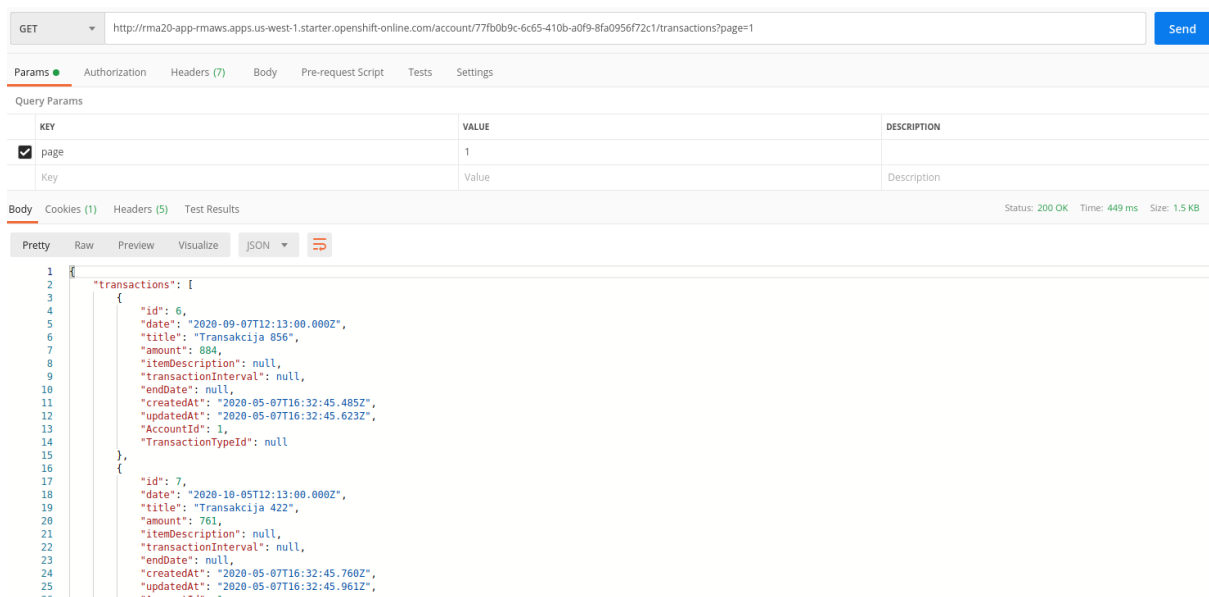 GET http://rma20-app-rmaws.apps.us-west-1.starter.openshift-online.com/account/77fb0b9c-6c65-410b-a0f9-8fa0956f72c1/transactions?page=1 Send
Params Authorization Headers (7) Body Pre-request Script Tests Settings
Query Params
KEY VALUE DESCRIPTION
page 1
Key Value Description
Body Cookies (1) Headers (5) Test Results Status: 200 OK Time: 449 ms Size: 1.5 KB
Pretty Raw Preview Visualize JSON
1 {
2 "transactions": [
3 {
4 "id": 6,
5 "date": "2020-09-07T12:13:00.000Z",
6 "title": "Transakcija 856",
7 "amount": 884,
8 "itemDescription": null,
9 "transactionInterval": null,
10 "endDate": null,
11 "createdAt": "2020-05-07T16:32:45.485Z",
12 "updatedAt": "2020-05-07T16:32:45.623Z",
13 "AccountId": 1,
14 "TransactionTypeId": null
15 },
16 {
17 "id": 7,
18 "date": "2020-10-05T12:13:00.000Z",
19 "title": "Transakcija 422",
20 "amount": 761,
21 "itemDescription": null,
22 "transactionInterval": null,
23 "endDate": null,
24 "createdAt": "2020-05-07T16:32:45.760Z",
25 "updatedAt": "2020-05-07T16:32:45.961Z",